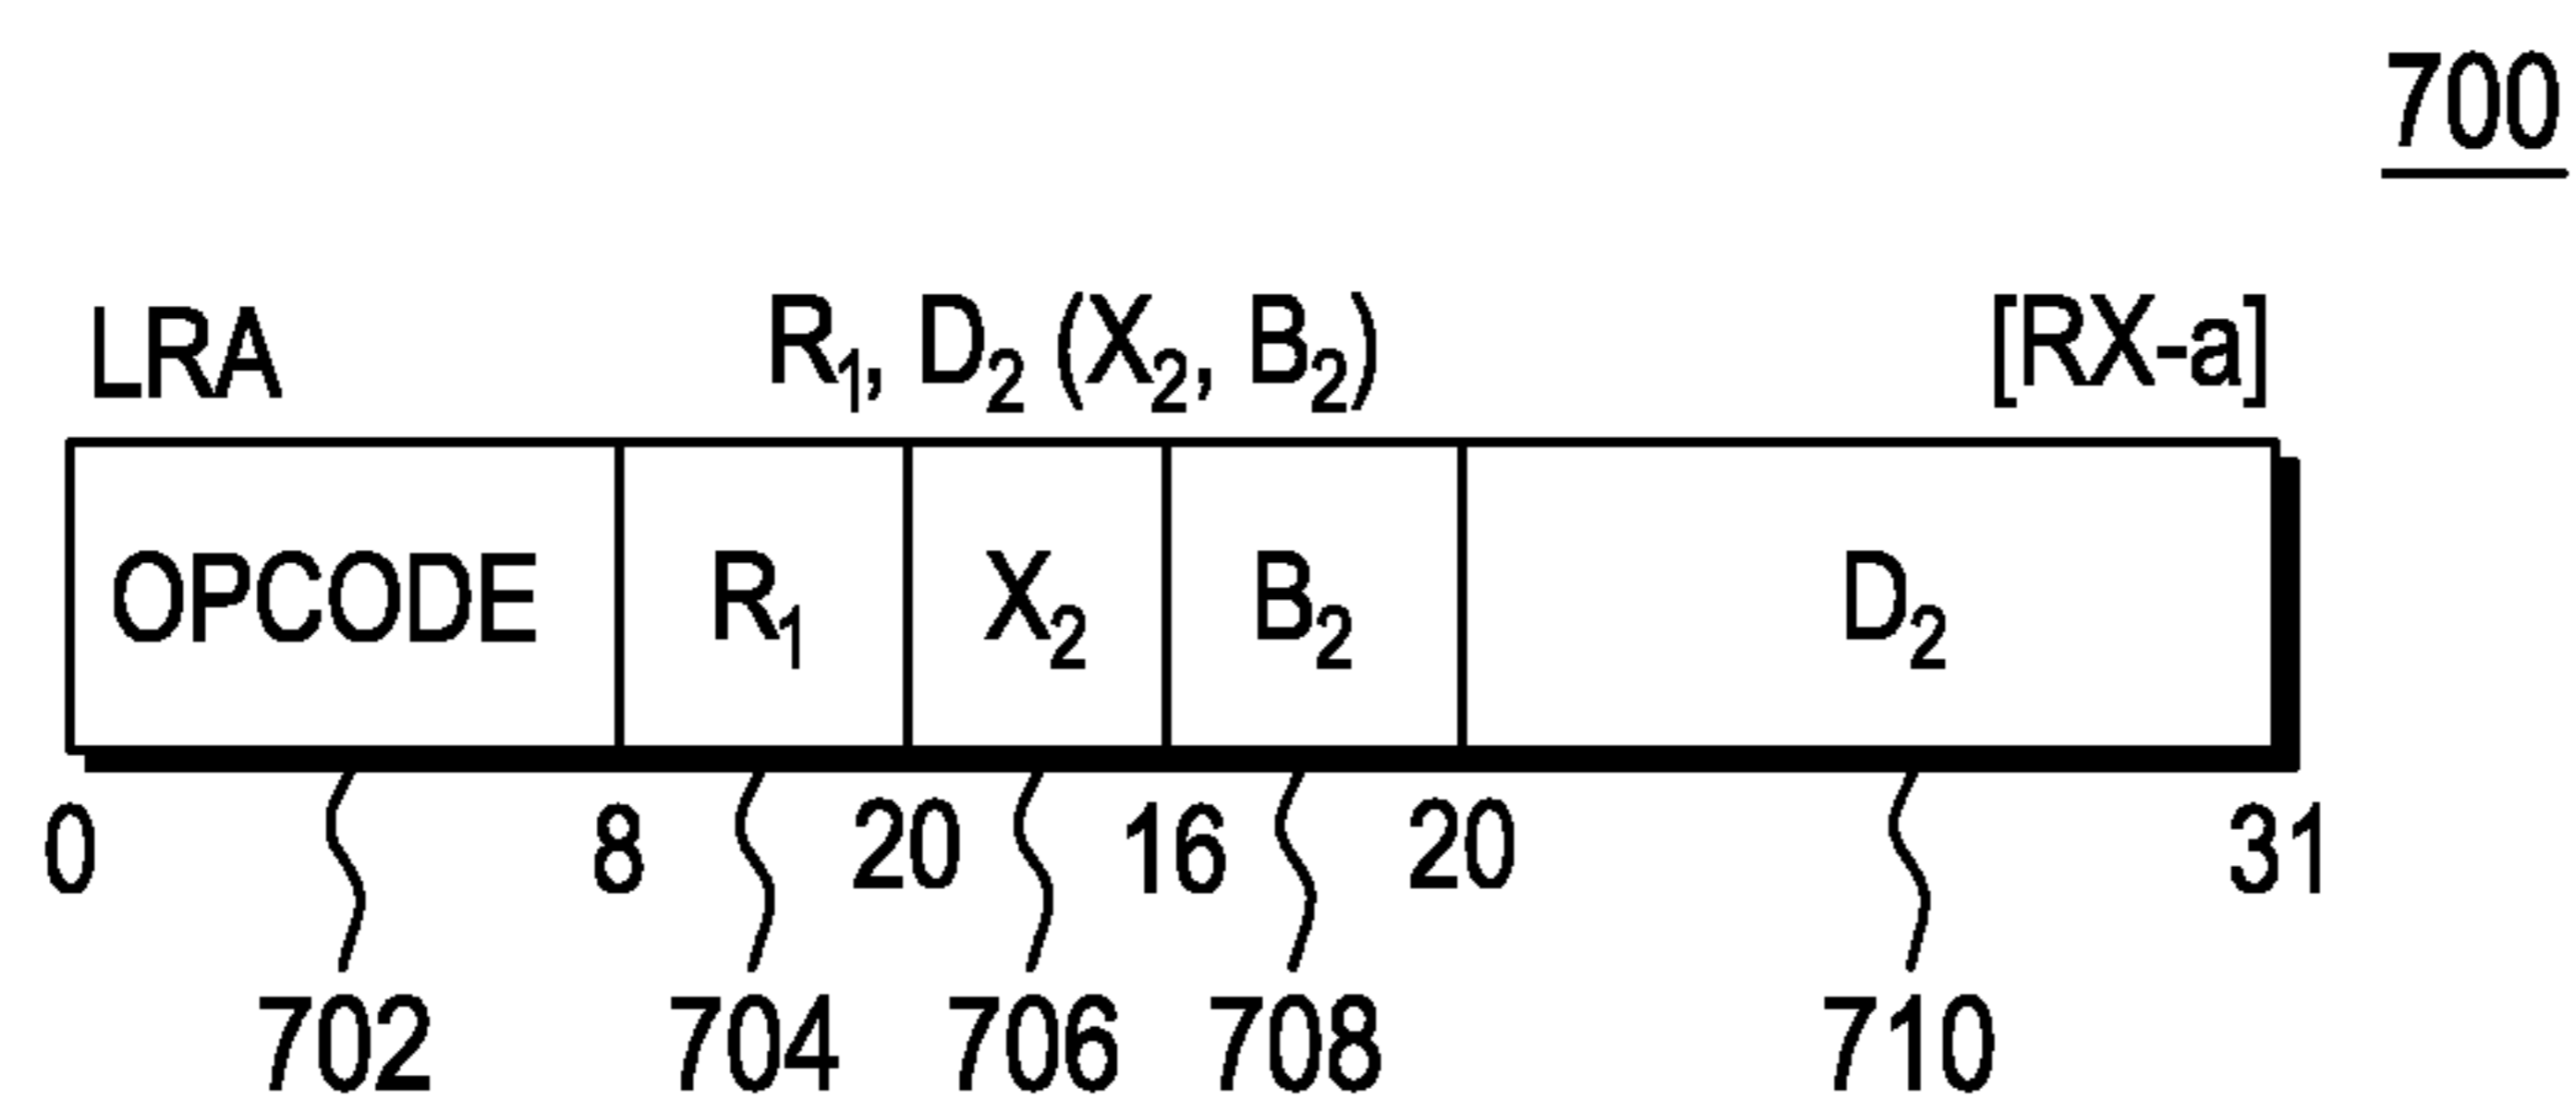 700
LRA R1, D2 (X2, B2) [RX-a]
OPCODE R1 X2 B2 D2
0 8 20 16 20 31
702 704 706 708 710